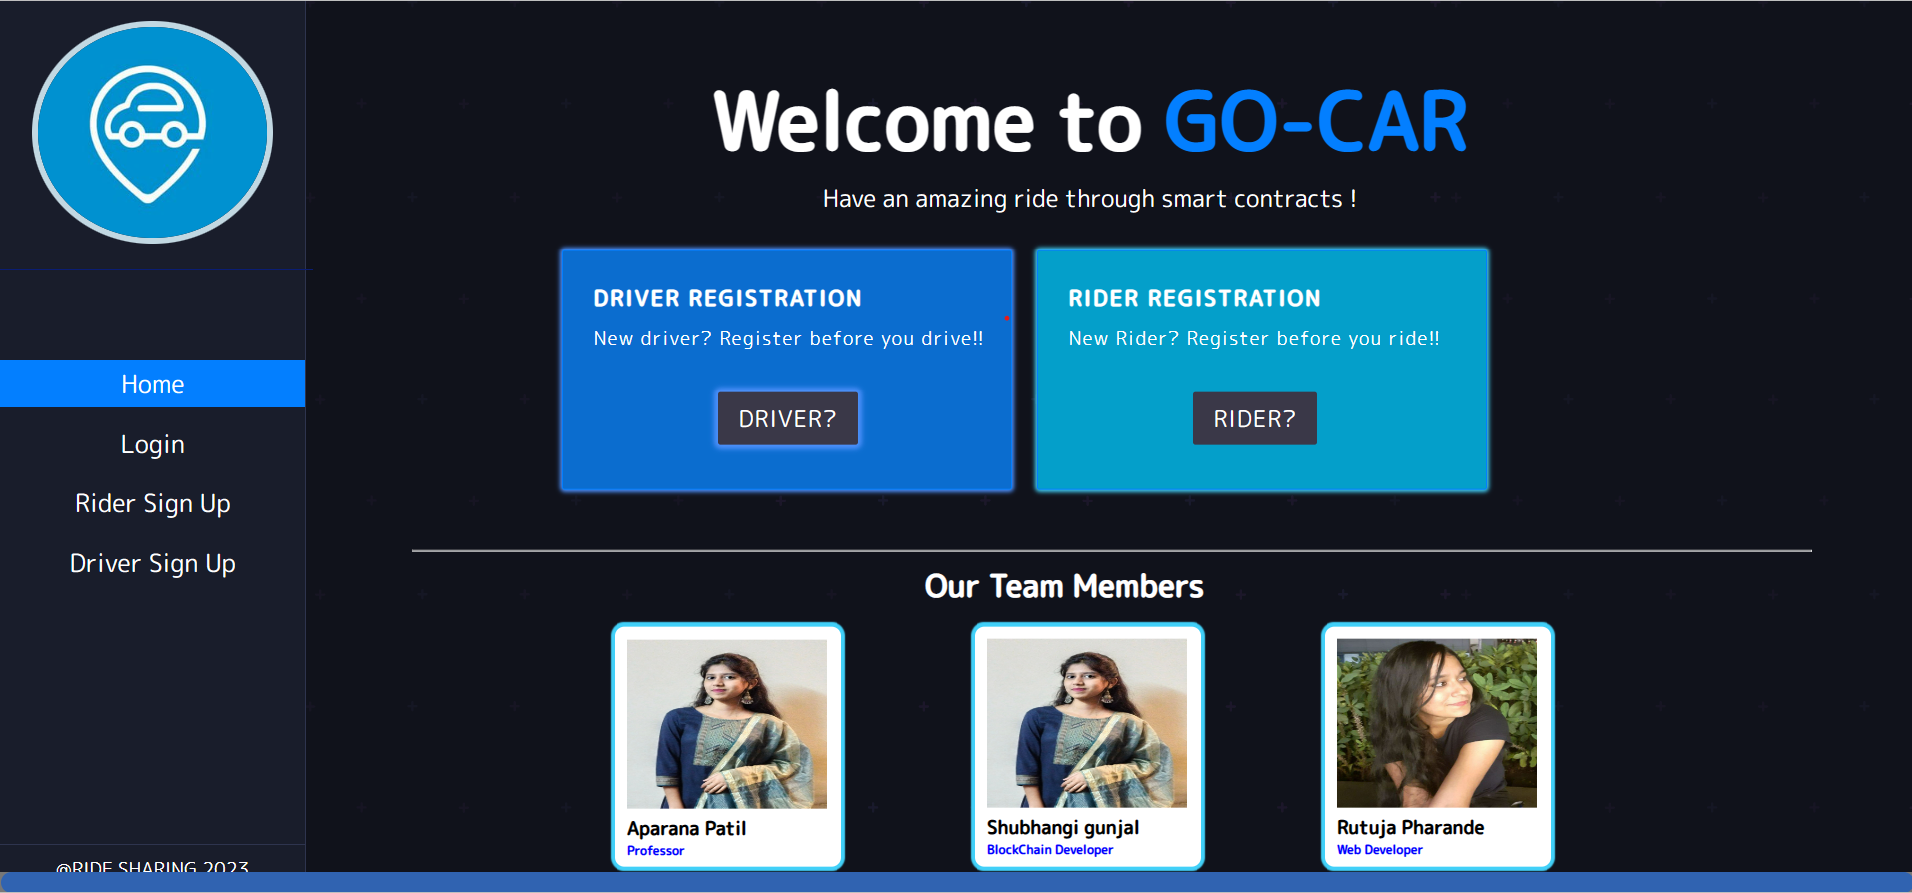 Welcome to GO-CAR
Have an amazing ride through smart contracts !
DRIVER REGISTRATION
New driver? Register before you drive!!
DRIVER?
RIDER REGISTRATION
New Rider? Register before you ride!!
RIDER?
Home
Login
Rider Sign Up
Driver Sign Up
Our Team Members
Aparana Patil
Professor
Shubhangi gunjal
BlockChain Developer
Rutuja Pharande
Web Developer
@RIDE SHARING 2023